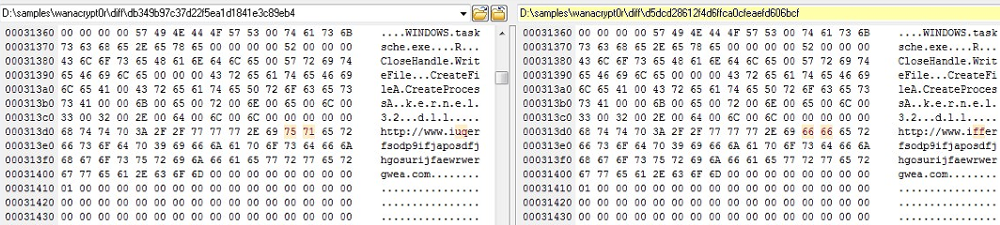 D:\samples\wanacrypt0r\diff\db349b97c37d22f5ea1d1841e3c89eb4
00031360 00 00 00 00 57 49 4E 44 4F 57 53 00 74 61 73 6B ....WINDOWS.task
00031370 73 63 68 65 2E 65 78 65 00 00 00 00 52 00 00 00 sche.exe....R...
00031380 43 6C 6F 73 65 48 61 6E 64 6C 65 00 57 72 69 74 CloseHandle.Writ
00031390 65 46 69 6C 65 00 00 00 43 72 65 61 74 65 46 69 eFile...CreateFi
000313a0 6C 65 41 00 43 72 65 61 74 65 50 72 6F 63 65 73 leA.CreateProces
000313b0 73 41 00 00 6B 00 65 00 72 00 6E 00 65 00 6C 00 sA..k.e.r.n.e.l.
000313c0 33 00 32 00 2E 00 64 00 6C 00 6C 00 00 00 00 00 3.2...d.l.l.....
000313d0 68 74 74 70 3A 2F 2F 77 77 77 2E 69 75 71 65 72 http://www.iuqer
000313e0 66 73 6F 64 70 39 69 66 6A 61 70 6F 73 64 66 6A fsodp9ifjaposdfj
000313f0 68 67 6F 73 75 72 69 6A 66 61 65 77 72 77 65 72 hgosurijfaewrwer
00031400 67 77 65 61 2E 63 6F 6D 00 00 00 00 00 00 00 00 gwea.com........
00031410 01 00 00 00 00 00 00 00 00 00 00 00 00 00 00 00 ................
00031420 00 00 00 00 00 00 00 00 00 00 00 00 00 00 00 00 ................
00031430 00 00 00 00 00 00 00 00 00 00 00 00 00 00 00 00 ................
D:\samples\wanacrypt0r\diff\d5dcd28612f4d6ffca0cfeaefd606bcf
00031360 00 00 00 00 57 49 4E 44 4F 57 53 00 74 61 73 6B ....WINDOWS.task
00031370 73 63 68 65 2E 65 78 65 00 00 00 00 52 00 00 00 sche.exe....R...
00031380 43 6C 6F 73 65 48 61 6E 64 6C 65 00 57 72 69 74 CloseHandle.Writ
00031390 65 46 69 6C 65 00 00 00 43 72 65 61 74 65 46 69 eFile...CreateFi
000313a0 6C 65 41 00 43 72 65 61 74 65 50 72 6F 63 65 73 leA.CreateProces
000313b0 73 41 00 00 6B 00 65 00 72 00 6E 00 65 00 6C 00 sA..k.e.r.n.e.l.
000313c0 33 00 32 00 2E 00 64 00 6C 00 6C 00 00 00 00 00 3.2...d.l.l.....
000313d0 68 74 74 70 3A 2F 2F 77 77 77 2E 69 66 66 65 72 http://www.iffer
000313e0 66 73 6F 64 70 39 69 66 6A 61 70 6F 73 64 66 6A fsodp9ifjaposdfj
000313f0 68 67 6F 73 75 72 69 6A 66 61 65 77 72 77 65 72 hgosurijfaewrwer
00031400 67 77 65 61 2E 63 6F 6D 00 00 00 00 00 00 00 00 gwea.com........
00031410 01 00 00 00 00 00 00 00 00 00 00 00 00 00 00 00 ................
00031420 00 00 00 00 00 00 00 00 00 00 00 00 00 00 00 00 ................
00031430 00 00 00 00 00 00 00 00 00 00 00 00 00 00 00 00 ................